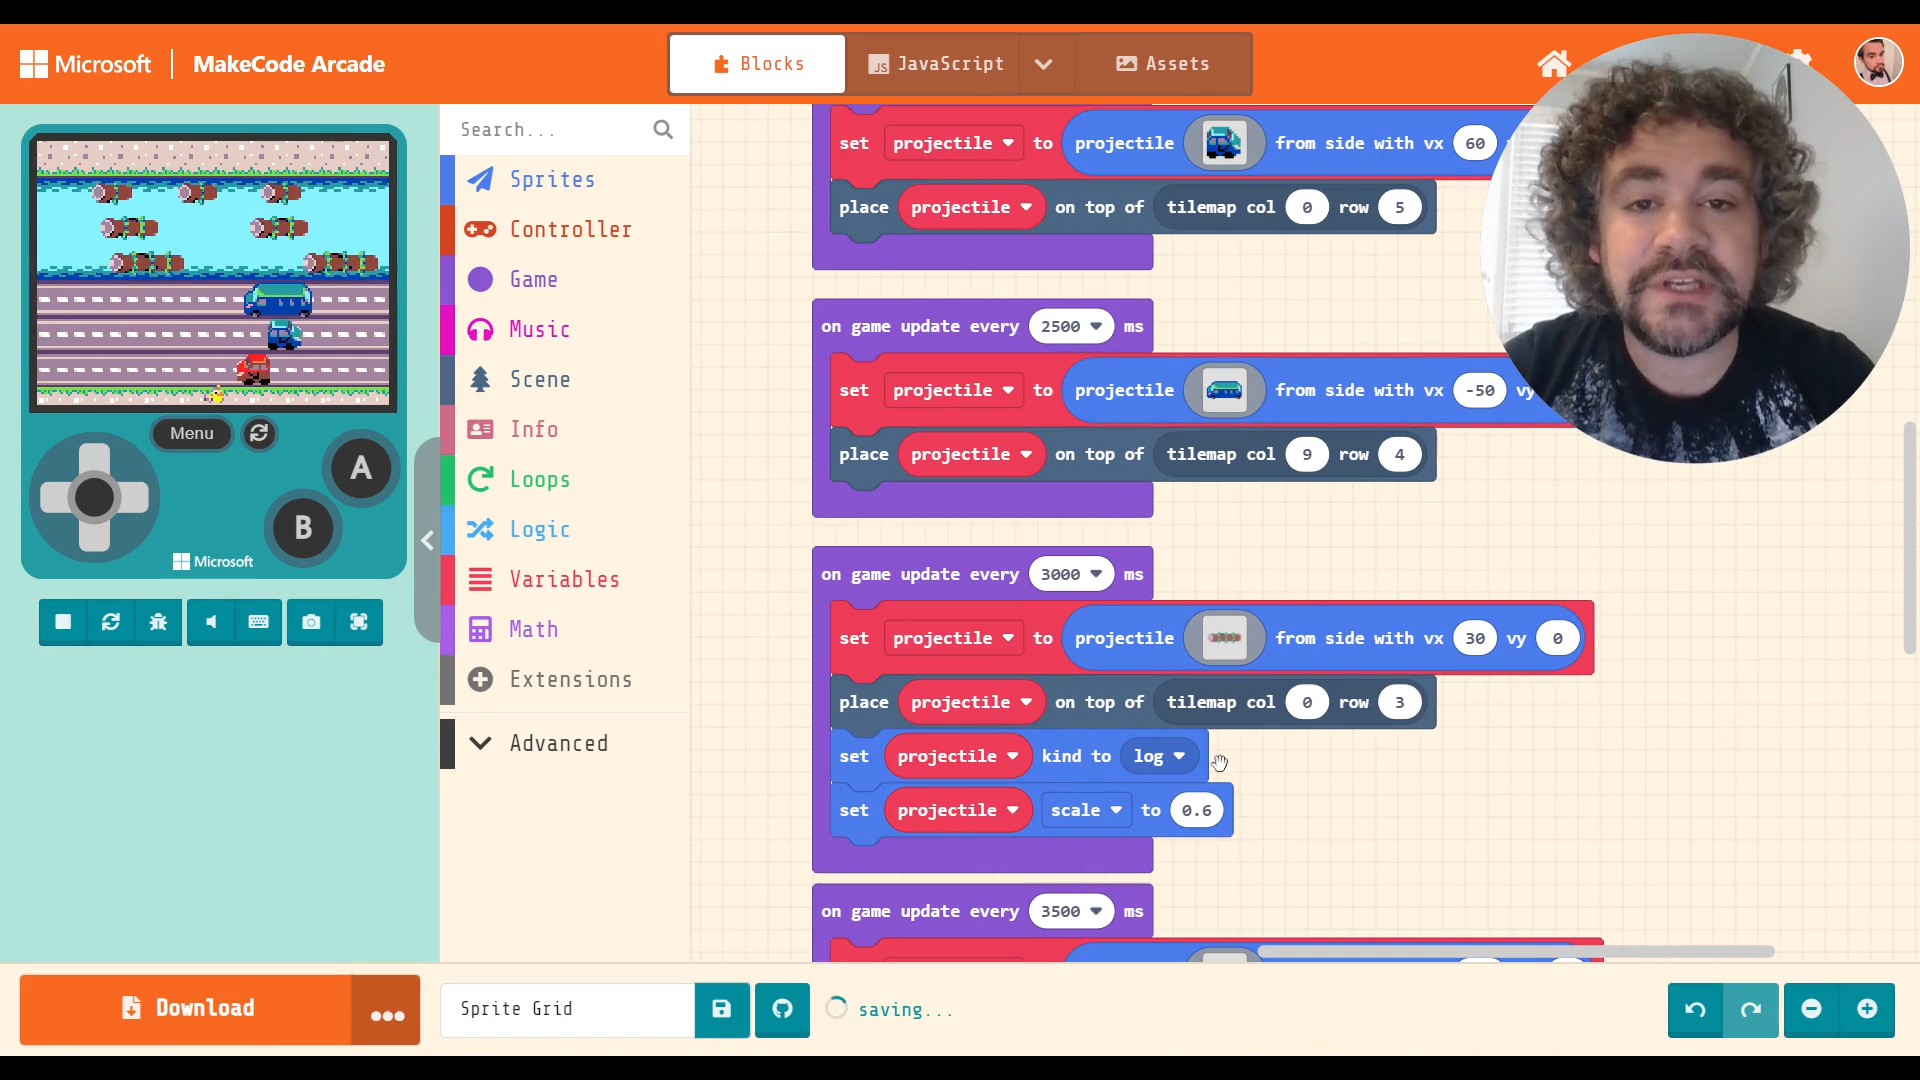 Microsoft | MakeCode Arcade
Blocks
JavaScript
Assets
Menu
A
B
Microsoft
Search...
Sprites
Controller
Game
Music
Scene
Info
Loops
Logic
Variables
Math
Extensions
Advanced
set projectile to projectile from side with vx 60
place projectile on top of tilemap col 0 row 5
on game update every 2500 ms
set projectile to projectile from side with vx -50 vy
place projectile on top of tilemap col 9 row 4
on game update every 3000 ms
set projectile to projectile from side with vx 30 vy 0
place projectile on top of tilemap col 0 row 3
set projectile kind to log
set projectile scale to 0.6
on game update every 3500 ms
Download
Sprite Grid
saving...